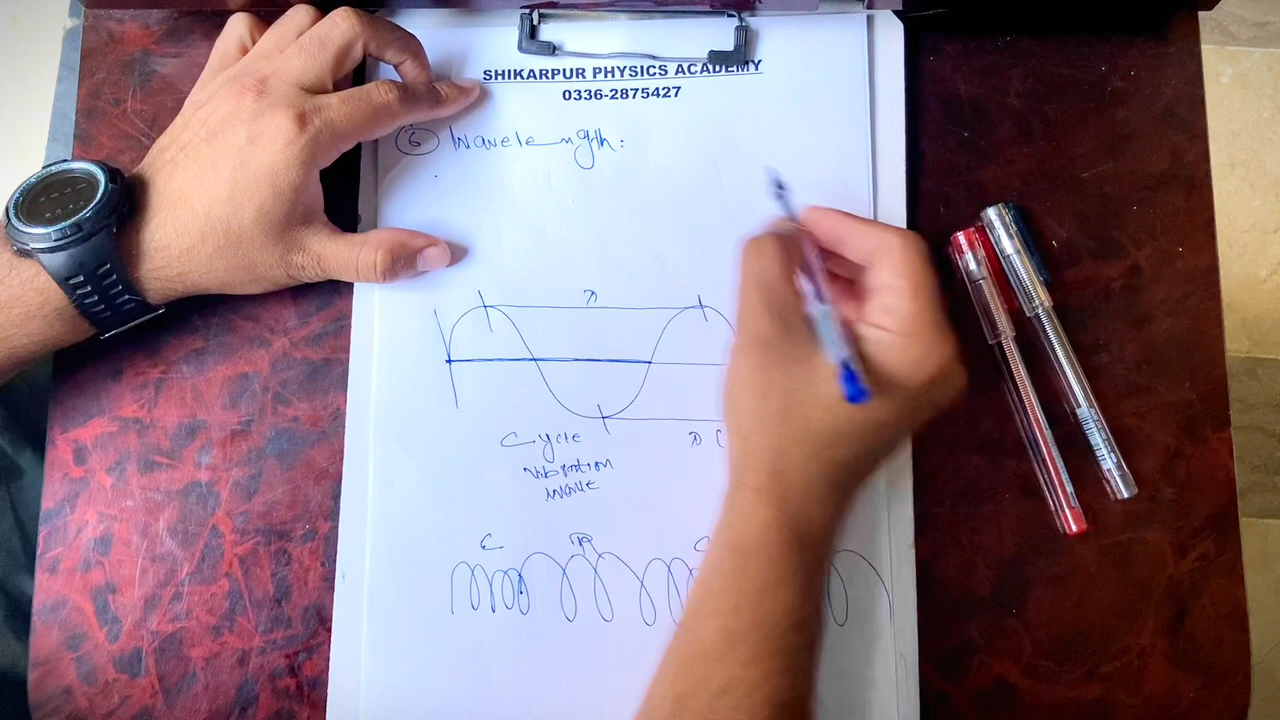 SHIKARPUR PHYSICS ACADEMY
0336-2875427
6 Wavelength:
λ
Cycle
λ (
Vibration
wave
C R C